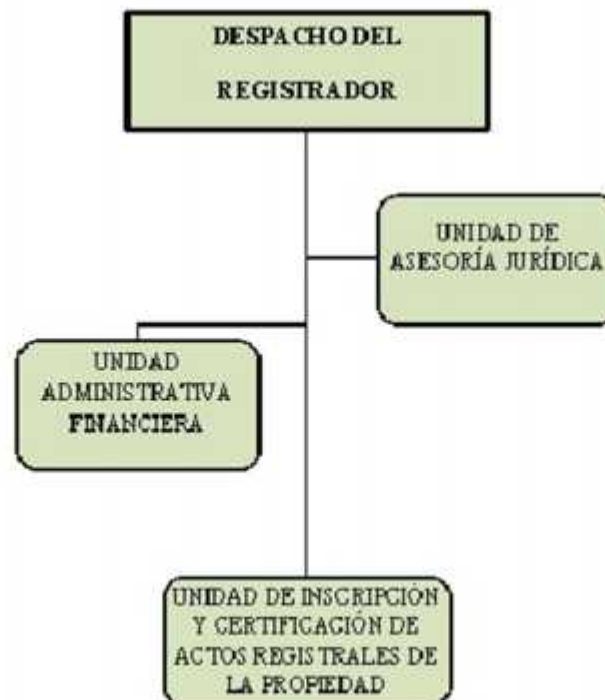 DESPACHO DEL
REGISTRADOR
UNIDAD DE
ASESORÍA JURÍDICA
UNIDAD
ADMINISTRATIVA
FINANCIERA
UNIDAD DE INSCRIPCIÓN
Y CERTIFICACIÓN DE
ACTOS REGISTRALES DE
LA PROPIEDAD